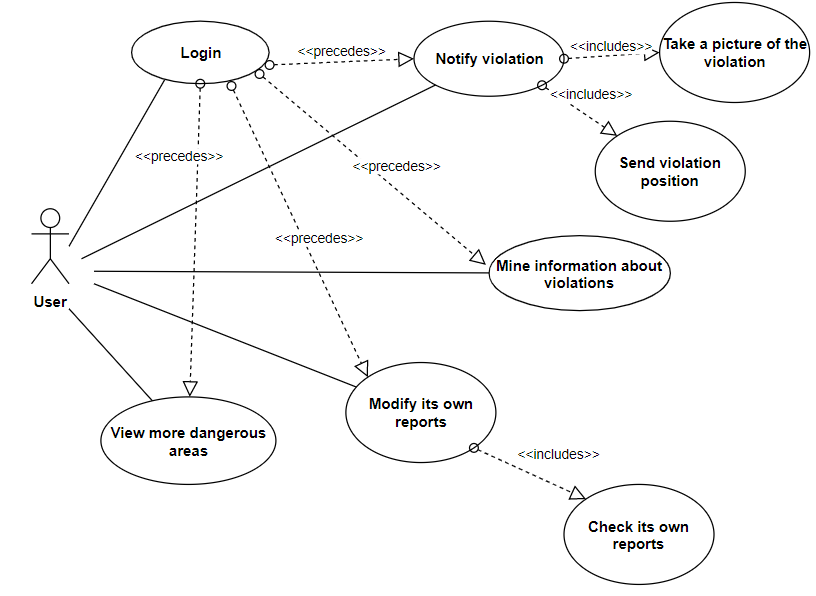 Login
<<precedes>>
Notify violation
<<includes>>
Take a picture of the
violation
<<includes>>
<<precedes>>
<<precedes>>
Send violation
position
<<precedes>>
User
Mine information about
violations
Modify its own
reports
View more dangerous
areas
<<includes>>
Check its own
reports